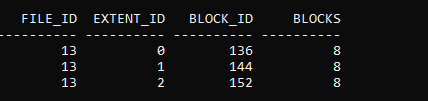 FILE_ID  EXTENT_ID   BLOCK_ID     BLOCKS
---------- ---------- ---------- ----------
13          0        136          8
13          1        144          8
13          2        152          8